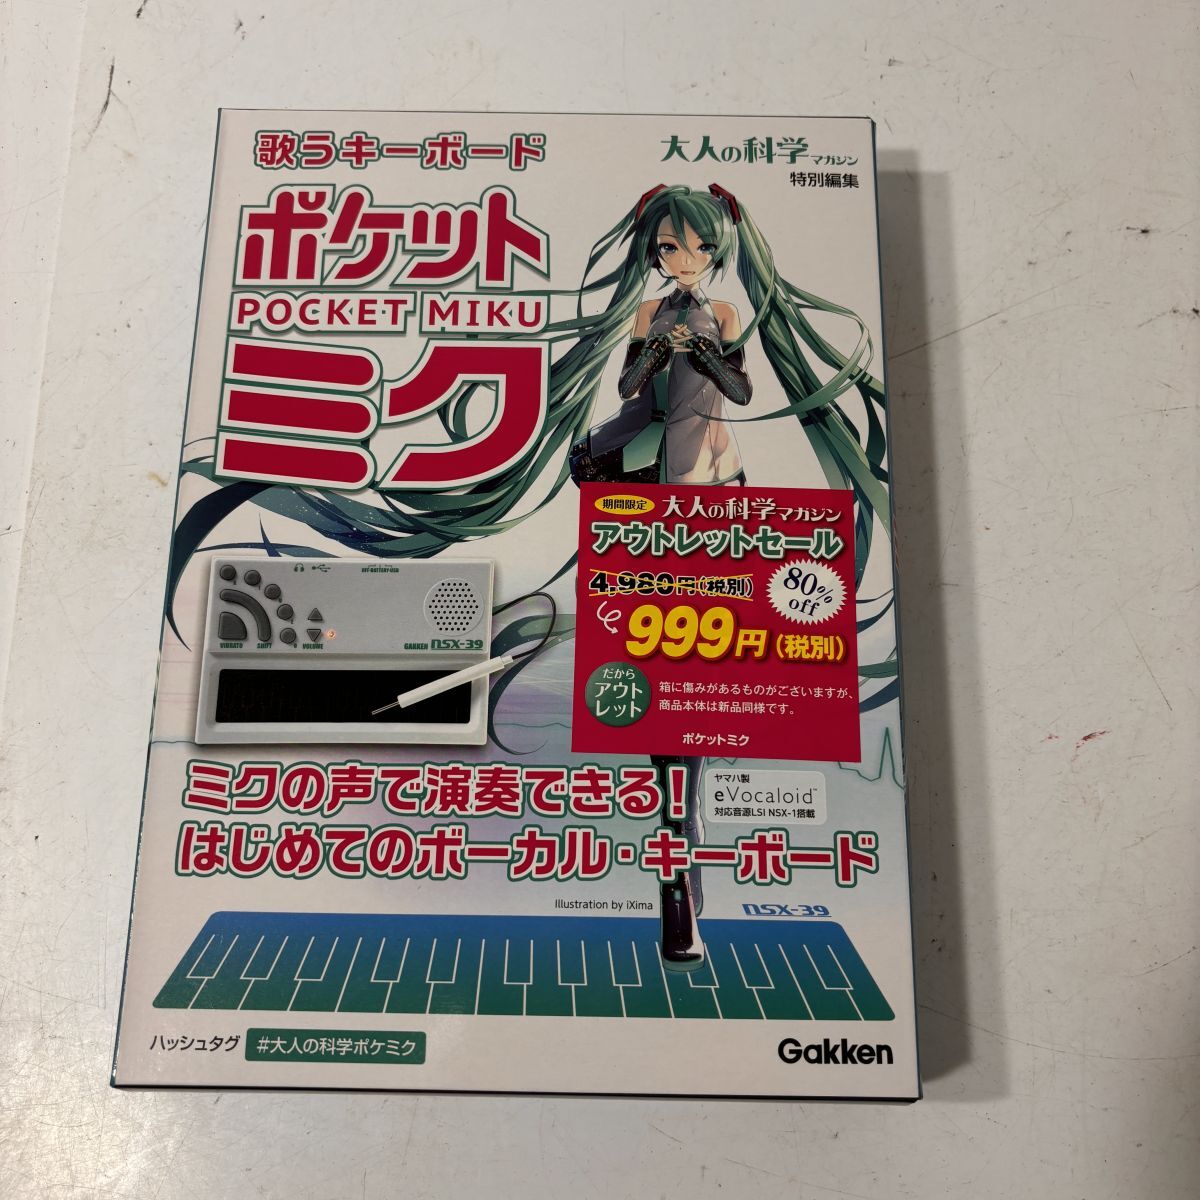 歌うキーボード
大人の科学マガジン
特別編集
ポケット
POCKET MIKU
ミク
OFF-BATTERY-USB
VIBRATO SHIFT VOLUME
GAKKEN NSX-39
期間限定 大人の科学マガジン
アウトレットセール
4,980円(税別)
80%
off
999円(税別)
だから
アウト
レット
箱に傷みがあるものがございますが、
商品本体は新品同様です。
ポケットミク
ミクの声で演奏できる!
ヤマハ製
eVocaloid™
対応音源LSI NSX-1搭載
はじめてのボーカル・キーボード
Illustration by iXima
NSX-39
ハッシュタグ #大人の科学ポケミク
Gakken